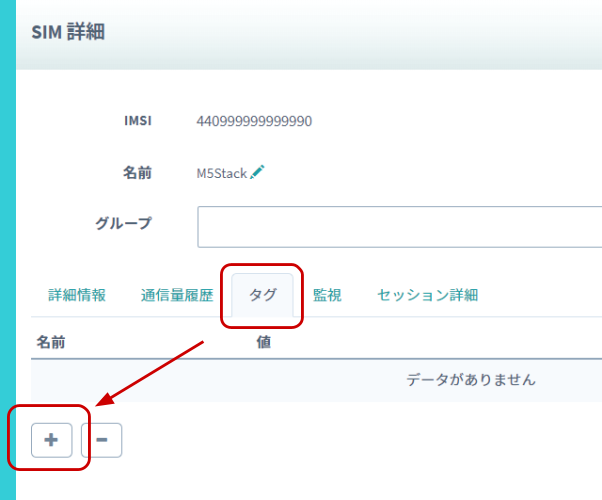 SIM 詳細
IMSI 440999999999990
名前 M5Stack
グループ
詳細情報 通信量履歴 タグ 監視 セッション詳細
名前 値
データがありません